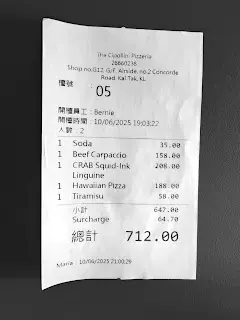 The Cipollini Pizzeria
28660238
Shop no.G12, G/F, Airside, no.2 Concorde
Road, Kai Tak, KL
檯號
05
開檯員工：Bernie
開檯時間：10/06/2025 19:03:22
人數：2
1 Soda 35.00
1 Beef Carpaccio 158.00
1 CRAB Squid-Ink 208.00
Linguine
1 Hawaiian Pizza 188.00
1 Tiramisu 58.00
小計 647.00
Surcharge 64.70
總計 712.00
Maria : 10/06/2025 21:00:29